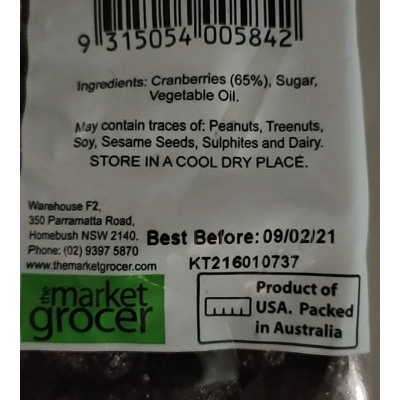 9 315054 005842
Ingredients: Cranberries (65%), Sugar,
Vegetable Oil.
May contain traces of: Peanuts, Treenuts,
Soy, Sesame Seeds, Sulphites and Dairy.
STORE IN A COOL DRY PLACE.
Warehouse F2,
350 Parramatta Road,
Homebush NSW 2140.
Phone: (02) 9397 5870
www.themarketgrocer.com
Best Before: 09/02/21
KT216010737
the market
grocer
Product of
USA. Packed
in Australia